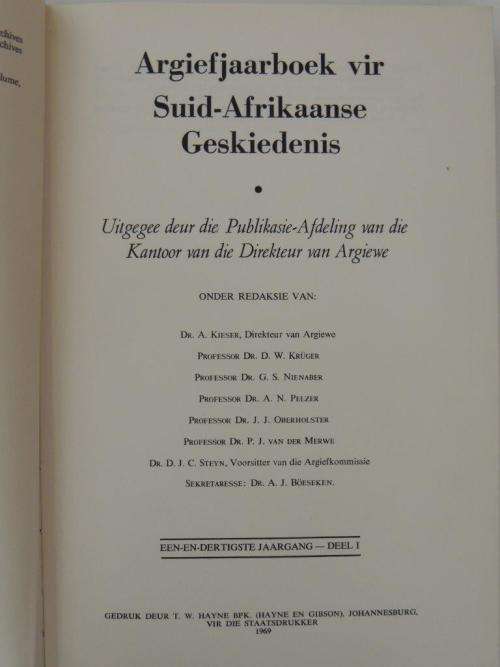 chives
chives
lume,
Argiefjaarboek vir
Suid-Afrikaanse
Geskiedenis
•
Uitgegee deur die Publikasie-Afdeling van die
Kantoor van die Direkteur van Argiewe
ONDER REDAKSIE VAN:
DR. A. KIESER, Direkteur van Argiewe
PROFESSOR DR. D. W. KRÜGER
PROFESSOR DR. G. S. NIENABER
PROFESSOR DR. A. N. PELZER
PROFESSOR DR. J. J. OBERHOLSTER
PROFESSOR DR. P. J. VAN DER MERWE
DR. D. J. C. STEYN, Voorsitter van die Argiefkommissie
SEKRETARESSE: DR. A. J. BÖESEKEN.
EEN-EN-DERTIGSTE JAARGANG — DEEL I
GEDRUK DEUR T. W. HAYNE BPK. (HAYNE EN GIBSON), JOHANNESBURG,
VIR DIE STAATSDRUKKER
1969